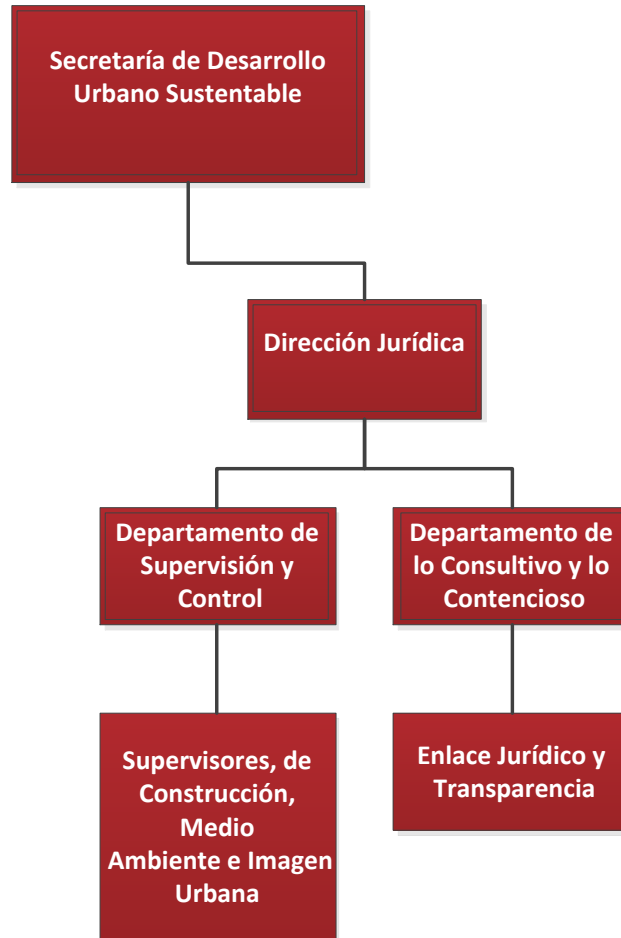 Secretaría de Desarrollo
Urbano Sustentable
Dirección Jurídica
Departamento de
Supervisión y
Control
Departamento de
lo Consultivo y lo
Contencioso
Supervisores, de
Construcción,
Medio
Ambiente e Imagen
Urbana
Enlace Jurídico y
Transparencia